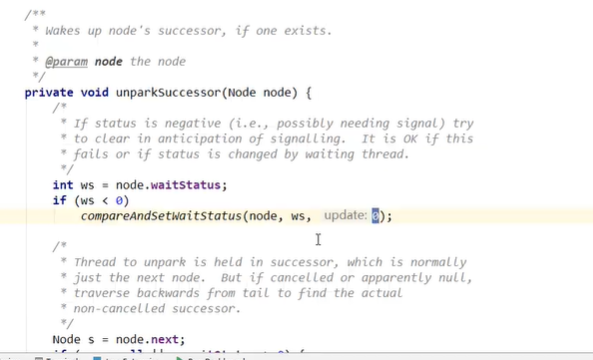 /**
 * Wakes up node's successor, if one exists.
 *
 * @param node the node
 */
private void unparkSuccessor(Node node) {
/*
 * If status is negative (i.e., possibly needing signal) try
 * to clear in anticipation of signalling.  It is OK if this
 * fails or if status is changed by waiting thread.
 */
int ws = node.waitStatus;
if (ws < 0)
compareAndSetWaitStatus(node, ws, update: 0);
/*
 * Thread to unpark is held in successor, which is normally
 * just the next node.  But if cancelled or apparently null,
 * traverse backwards from tail to find the actual
 * non-cancelled successor.
 */
Node s = node.next;